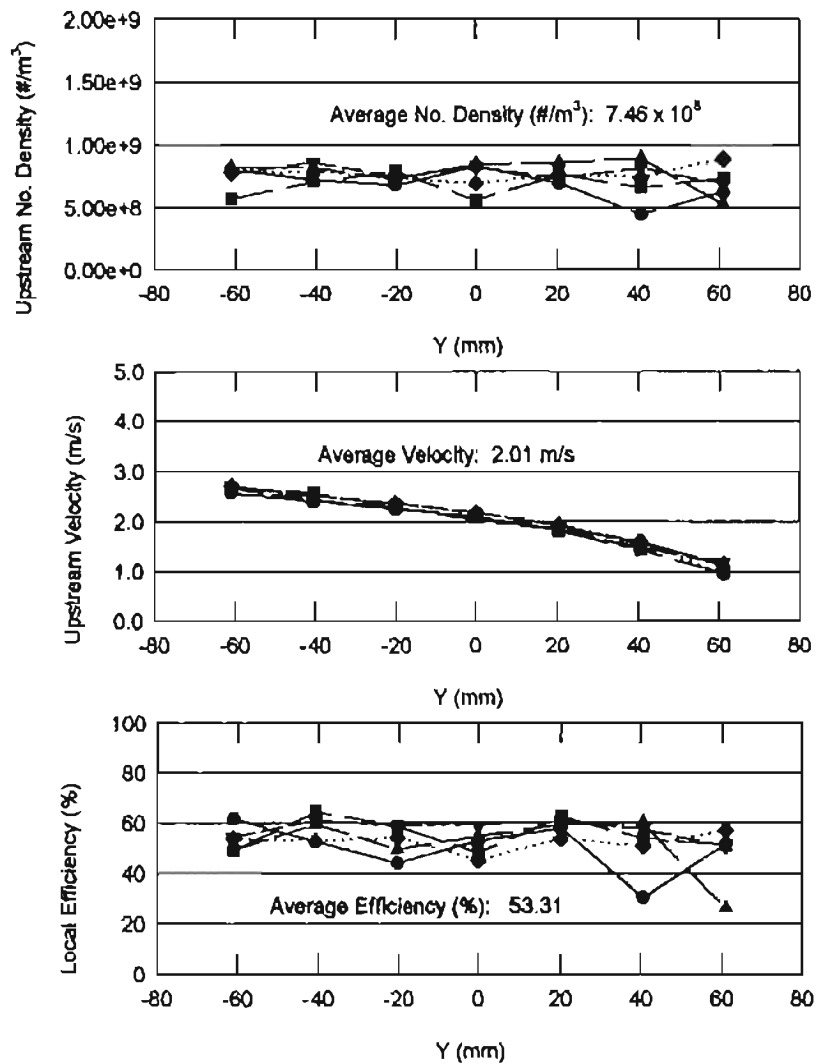 Upstream No. Density (#/m³)
2.00e+9
1.50e+9
1.00e+9
5.00e+8
0.00e+0
Average No. Density (#/m³): 7.46 x 10⁸
-80 -60 -40 -20 0 20 40 60 80
Y (mm)
Upstream Velocity (m/s)
5.0
4.0
3.0
2.0
1.0
0.0
Average Velocity: 2.01 m/s
-80 -60 -40 -20 0 20 40 60 80
Y (mm)
Local Efficiency (%)
100
80
60
40
20
0
Average Efficiency (%): 53.31
-80 -60 -40 -20 0 20 40 60 80
Y (mm)